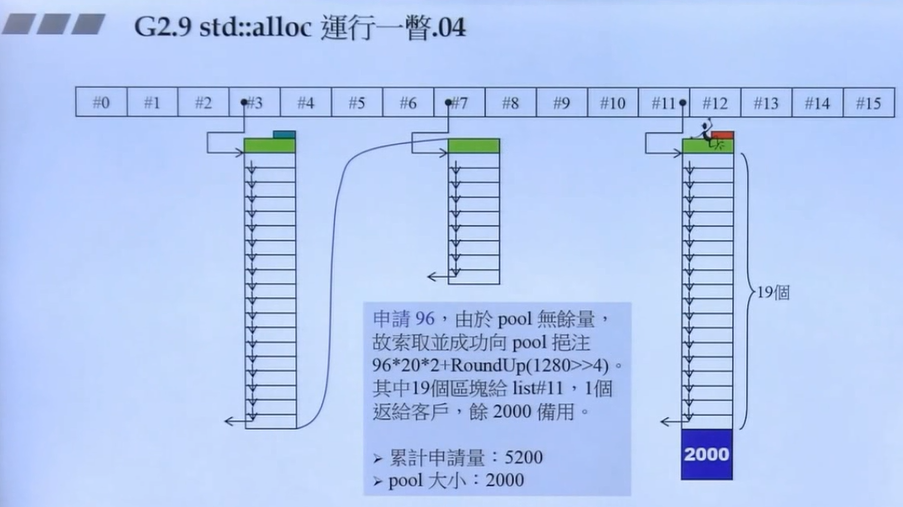 G2.9 std::alloc 運行一瞥.04
#0 #1 #2 #3 #4 #5 #6 #7 #8 #9 #10 #11 #12 #13 #14 #15
19個
申請 96，由於 pool 無餘量，
故索取並成功向 pool 挹注
96*20*2+RoundUp(1280>>4)。
其中19個區塊給 list#11，1個
返給客戶，餘 2000 備用。
➢ 累計申請量：5200
➢ pool 大小：2000
2000